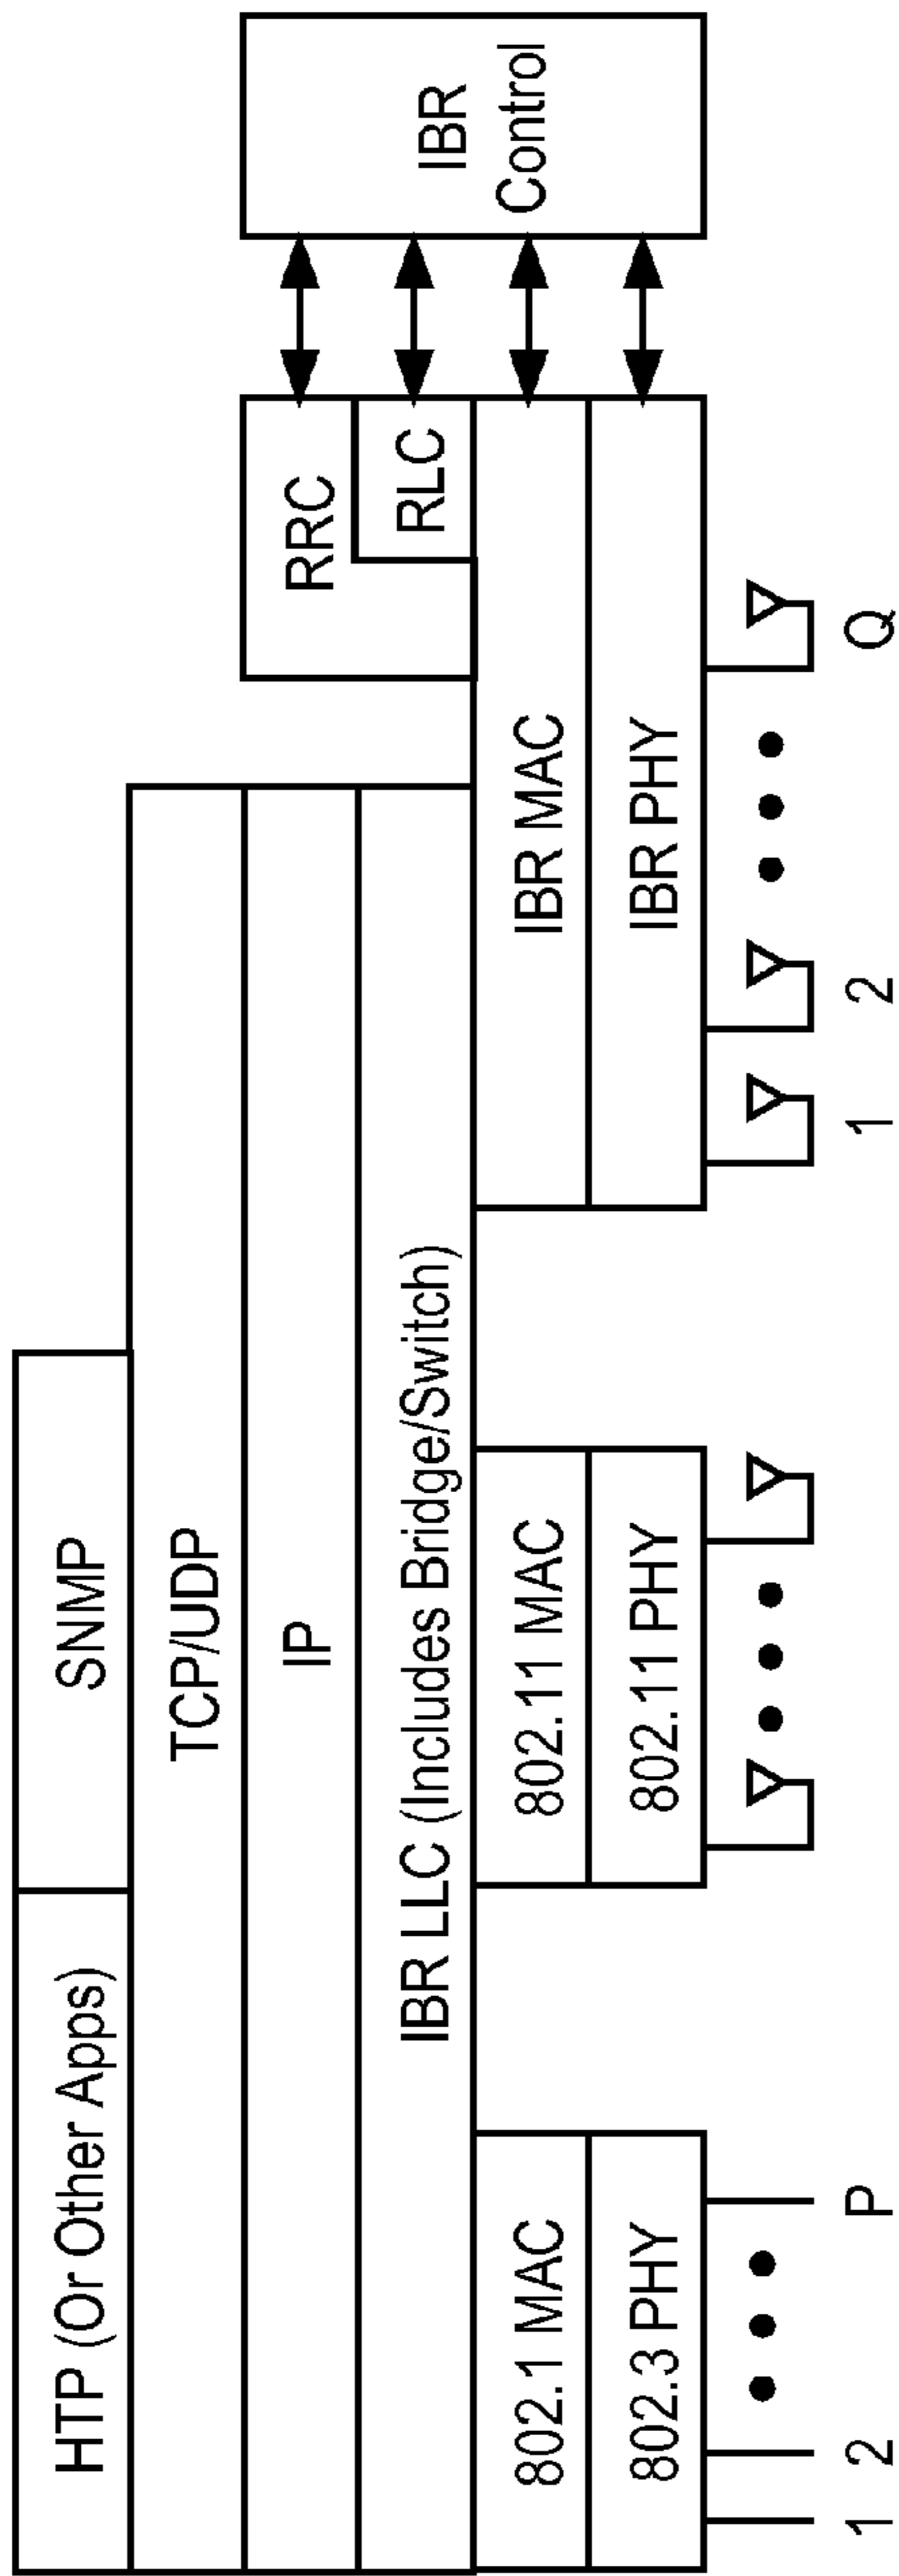 HTP (Or Other Apps)
SNMP
TCP/UDP
IP
IBR LLC (Includes Bridge/Switch)
RRC
RLC
IBR
Control
802.1 MAC
802.11 MAC
IBR MAC
802.3 PHY
802.11 PHY
IBR PHY
1 2 P
1 2 Q